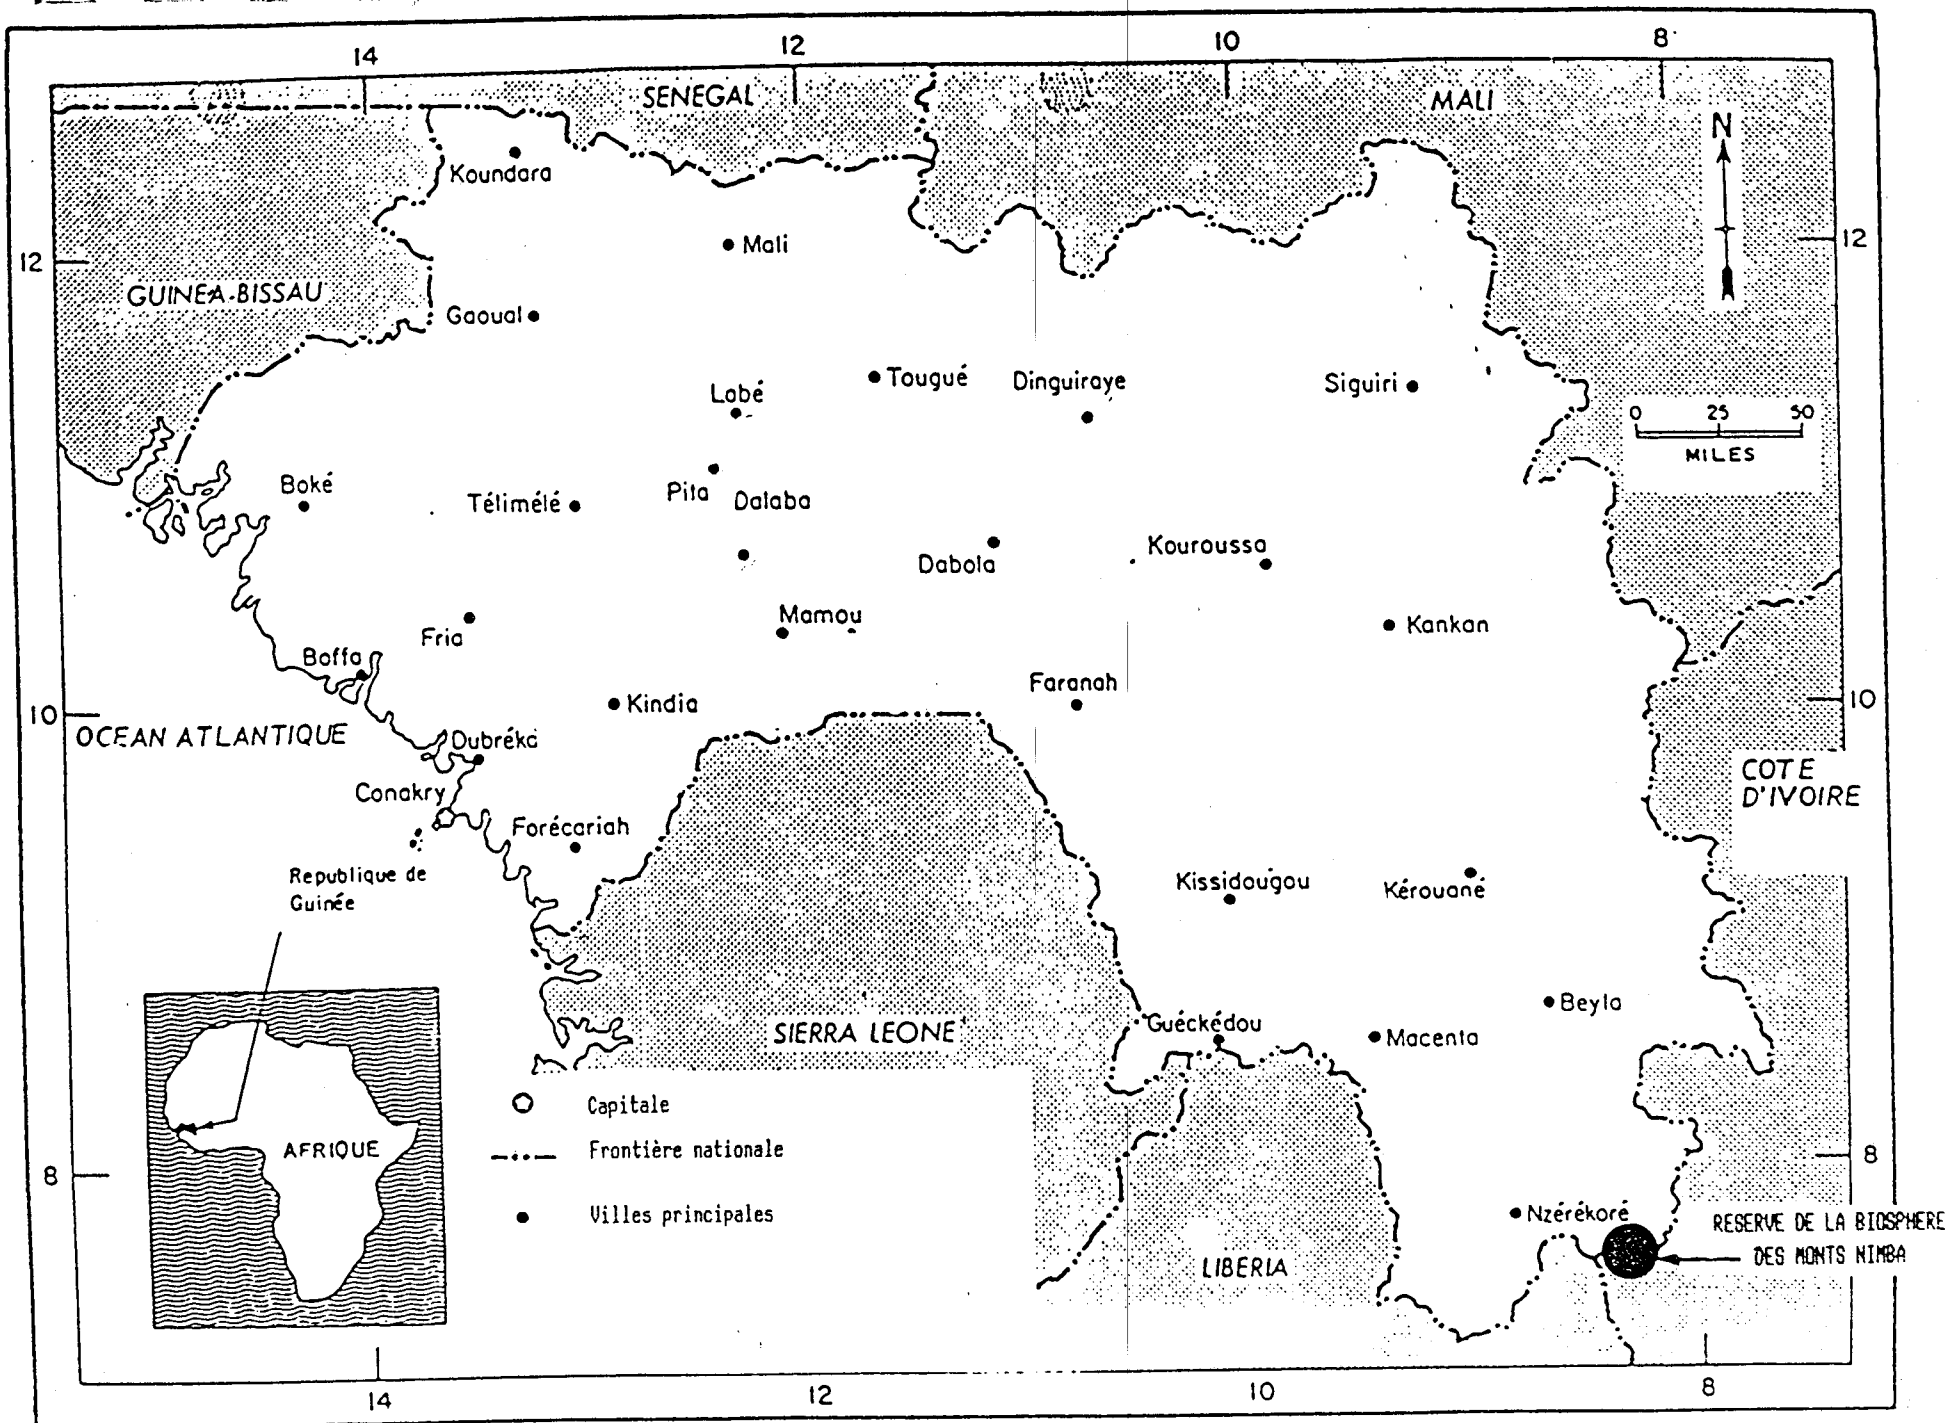 14
12
10
8
SENEGAL
MALI
N
Koundara
Mali
12
12
GUINEA-BISSAU
Gaoual
Tougué
Dinguiraye
Siguiri
Labé
0 25 50
MILES
Boké
Télimélé
Pita
Dalaba
Dabola
Kouroussa
Fria
Mamou
Kankan
Boffa
Kindia
Faranah
10
10
OCEAN ATLANTIQUE
Dubréka
Conakry
COTE
D'IVOIRE
Forécariah
Republique de
Guinée
Kissidougou
Kérouané
Beyla
Guéckédou
Macenta
SIERRA LEONE
Capitale
AFRIQUE
Frontière nationale
8
8
Villes principales
Nzérékoré
RESERVE DE LA BIOSPHERE
DES MONTS NIMBA
LIBERIA
14
12
10
8